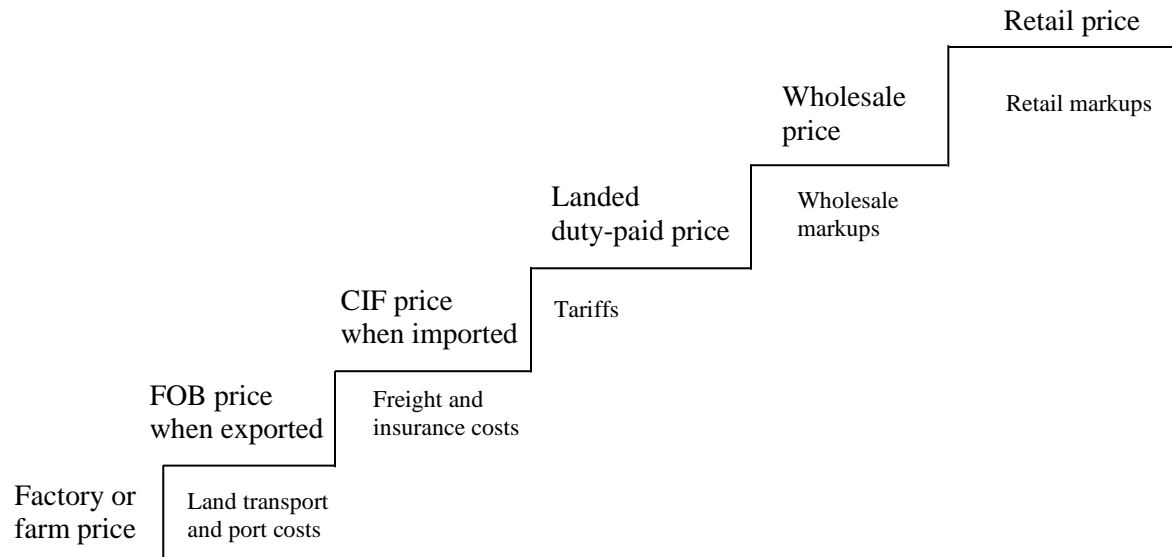 Retail price
Retail markups
Wholesale
price
Wholesale
markups
Landed
duty-paid price
Tariffs
CIF price
when imported
Freight and
insurance costs
FOB price
when exported
Land transport
and port costs
Factory or
farm price